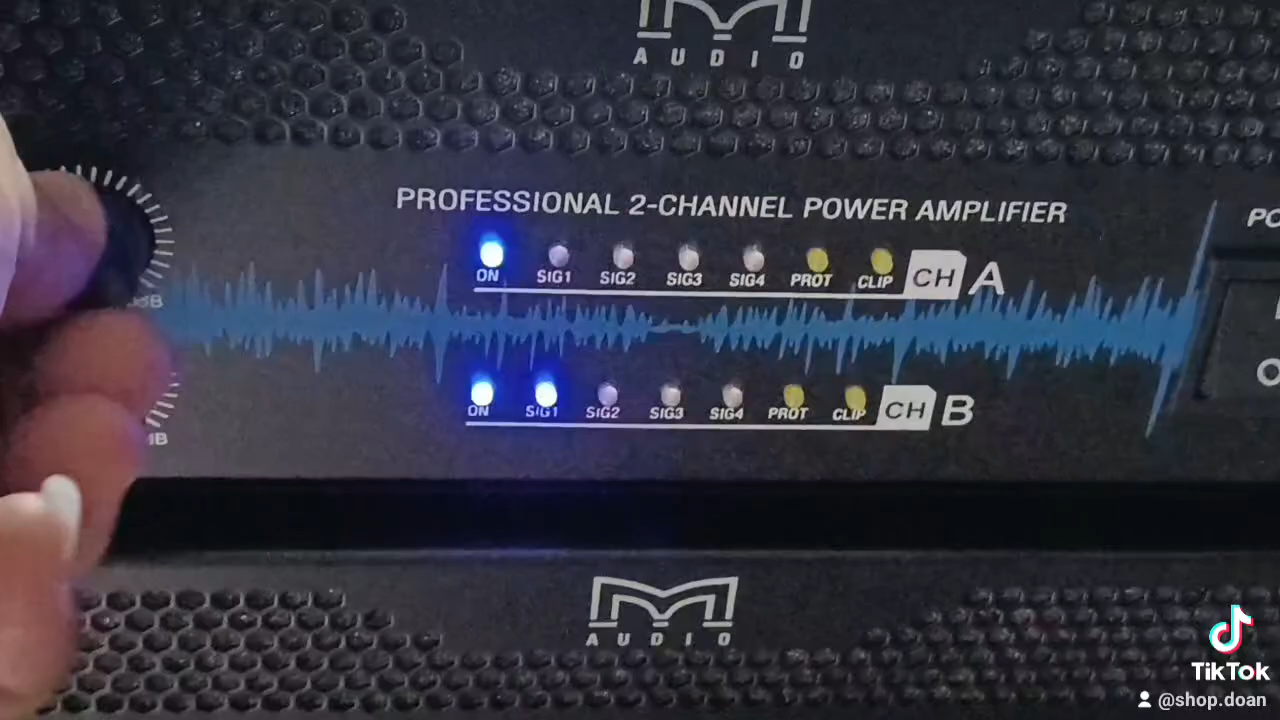 AUDIO
PROFESSIONAL 2-CHANNEL POWER AMPLIFIER
ON SIG1 SIG2 SIG3 SIG4 PROT CLIP CH A
ON SIG1 SIG2 SIG3 SIG4 PROT CLIP CH B
AUDIO
TikTok
@shop.doan